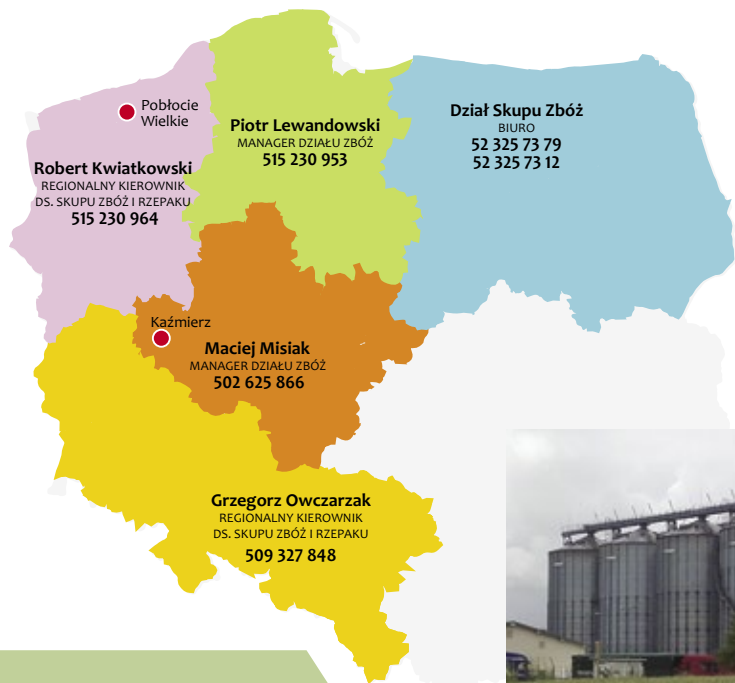 Pobłocie
Wielkie
Robert Kwiatkowski
REGIONALNY KIEROWNIK
DS. SKUPU ZBÓŻ I RZEPAKU
515 230 964
Piotr Lewandowski
MANAGER DZIAŁU ZBÓŻ
515 230 953
Dział Skupu Zbóż
BIURO
52 325 73 79
52 325 73 12
Kaźmierz
Maciej Misiak
MANAGER DZIAŁU ZBÓŻ
502 625 866
Grzegorz Owczarzak
REGIONALNY KIEROWNIK
DS. SKUPU ZBÓŻ I RZEPAKU
509 327 848